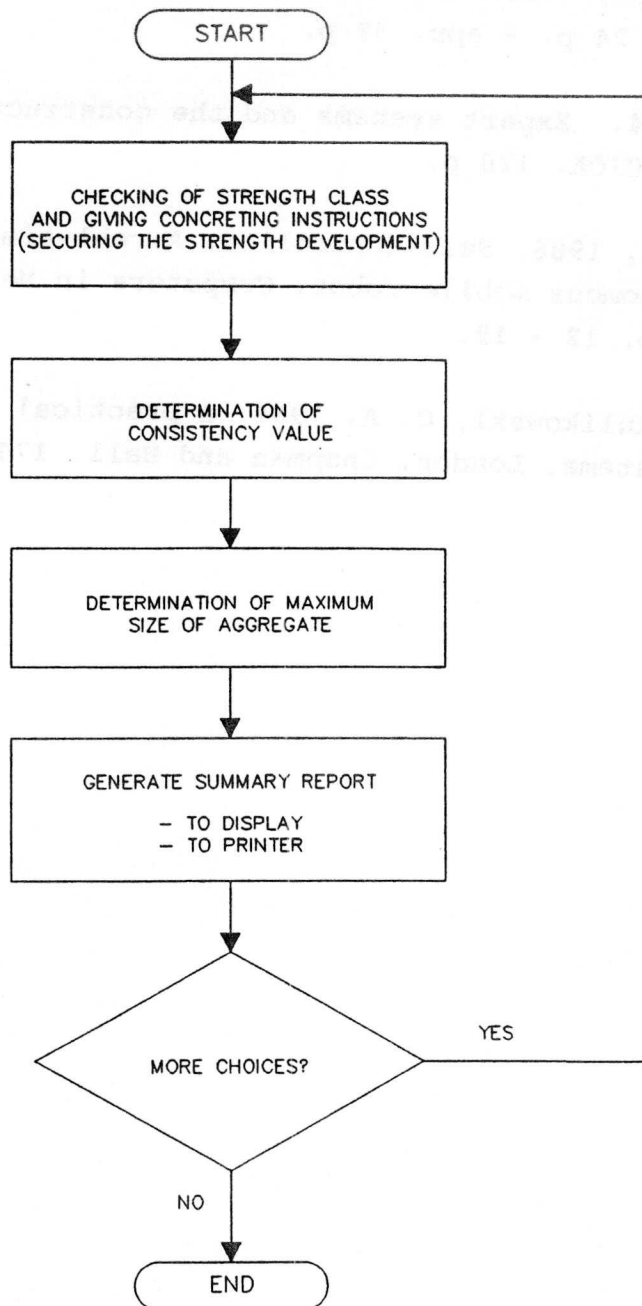 START
CHECKING OF STRENGTH CLASS
AND GIVING CONCRETING INSTRUCTIONS
(SECURING THE STRENGTH DEVELOPMENT)
DETERMINATION OF
CONSISTENCY VALUE
DETERMINATION OF MAXIMUM
SIZE OF AGGREGATE
GENERATE SUMMARY REPORT
– TO DISPLAY
– TO PRINTER
MORE CHOICES?
YES
NO
END